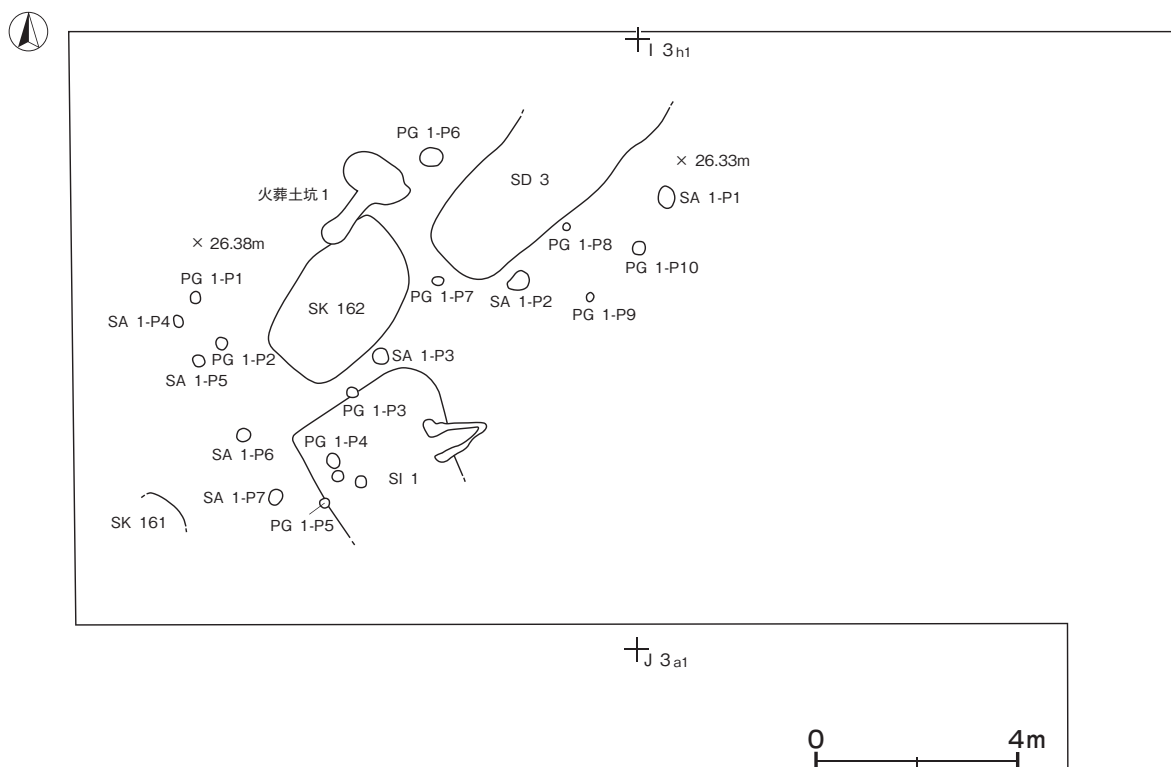 I 3h1
PG 1-P6
SD 3
× 26.33m
火葬土坑1
SA 1-P1
× 26.38m
PG 1-P8
PG 1-P10
PG 1-P1
PG 1-P7
SA 1-P2
SK 162
PG 1-P9
SA 1-P4
SA 1-P3
PG 1-P2
SA 1-P5
PG 1-P3
PG 1-P4
SA 1-P6
SI 1
SA 1-P7
PG 1-P5
SK 161
J 3a1
0 4m